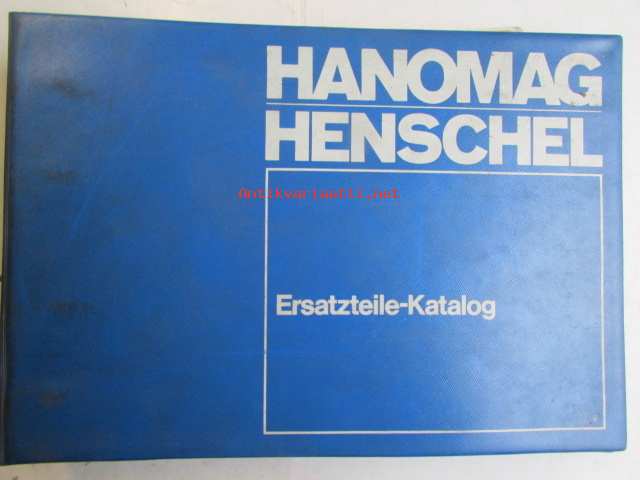 HANOMAG
HENSCHEL
Antikvariaatti.net
Ersatzteile-Katalog